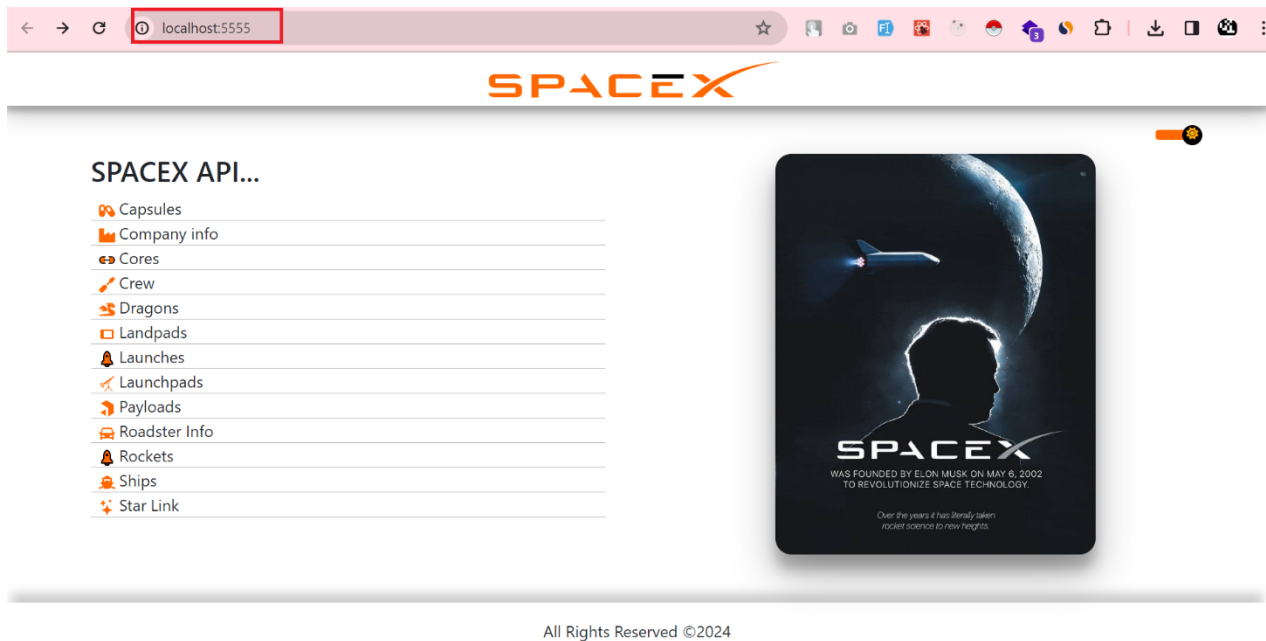 localhost:5555
3
SPACEX
SPACEX API...
Capsules
Company info
Cores
Crew
Dragons
Landpads
Launches
Launchpads
Payloads
Roadster Info
Rockets
Ships
Star Link
SPACEX
WAS FOUNDED BY ELON MUSK ON MAY 6, 2002
TO REVOLUTIONIZE SPACE TECHNOLOGY.
Over the years it has literally taken
rocket science to new heights.
All Rights Reserved ©2024